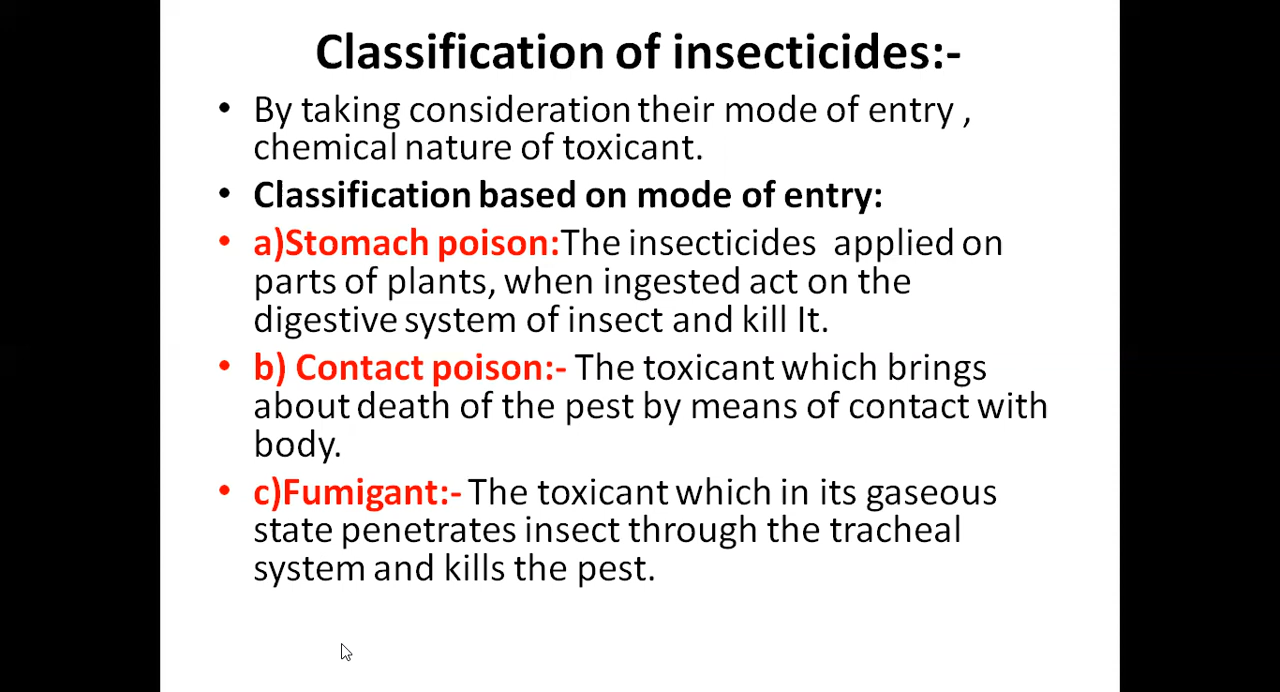 Classification of insecticides:-
• By taking consideration their mode of entry ,
chemical nature of toxicant.
• Classification based on mode of entry:
• a)Stomach poison:The insecticides applied on
parts of plants, when ingested act on the
digestive system of insect and kill It.
• b) Contact poison:- The toxicant which brings
about death of the pest by means of contact with
body.
• c)Fumigant:- The toxicant which in its gaseous
state penetrates insect through the tracheal
system and kills the pest.